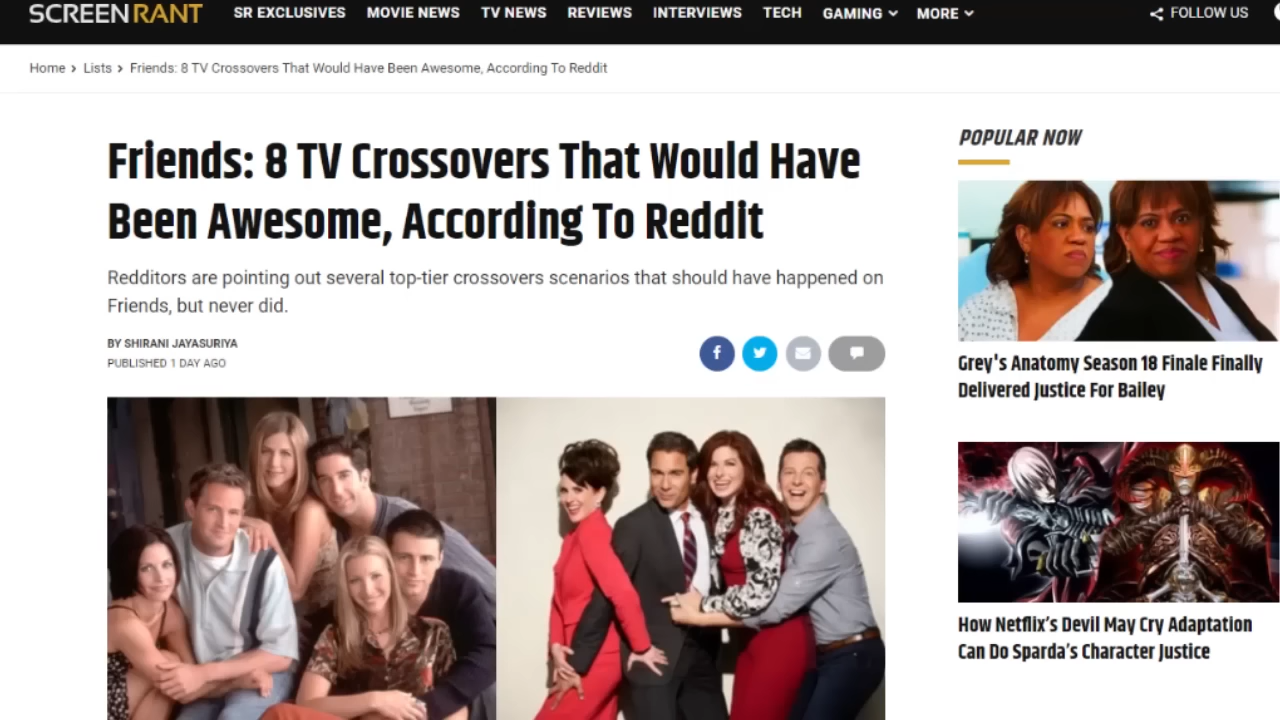 SCREENRANT SR EXCLUSIVES MOVIE NEWS TV NEWS REVIEWS INTERVIEWS TECH GAMING MORE FOLLOW US
Home > Lists > Friends: 8 TV Crossovers That Would Have Been Awesome, According To Reddit
Friends: 8 TV Crossovers That Would Have
Been Awesome, According To Reddit
Redditors are pointing out several top-tier crossovers scenarios that should have happened on
Friends, but never did.
BY SHIRANI JAYASURIYA
PUBLISHED 1 DAY AGO
POPULAR NOW
Grey's Anatomy Season 18 Finale Finally
Delivered Justice For Bailey
How Netflix's Devil May Cry Adaptation
Can Do Sparda's Character Justice